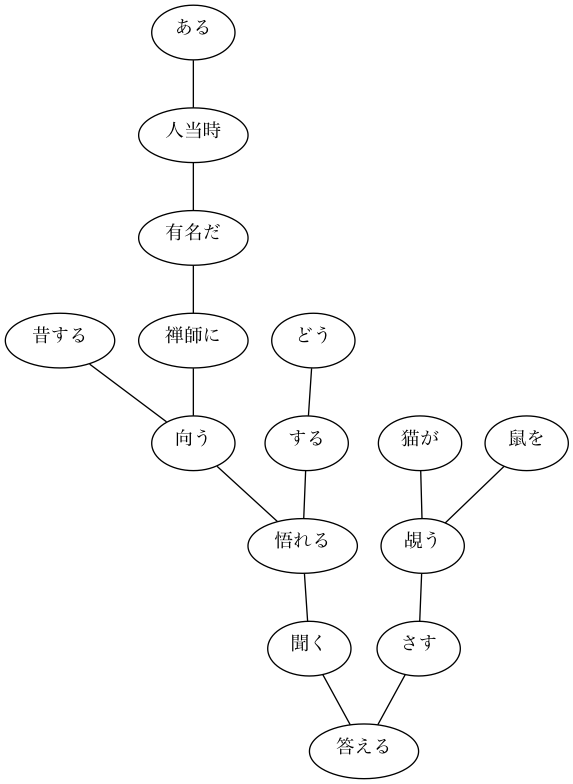 ある
人当時
有名だ
昔する
禅師に
どう
向う
する
猫が
鼠を
悟れる
覘う
聞く
さす
答える